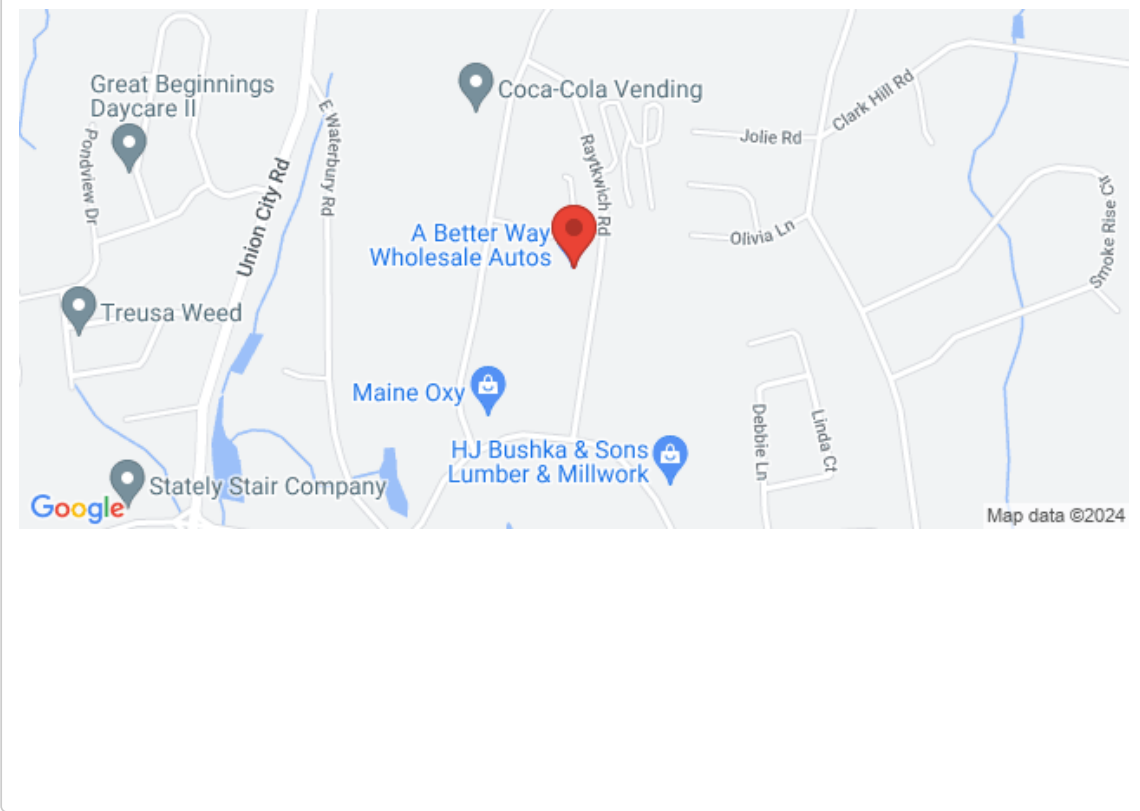 Great Beginnings
Daycare II
Coca-Cola Vending
Clark Hill Rd
Jolie Rd
E Waterbury Rd
Pondview Dr
Raytkwich Rd
Union City Rd
Smoke Rise Cir
A Better Way
Wholesale Autos
Olivia Ln
Treusa Weed
Maine Oxy
Debbie Ln
Linda Ct
HJ Bushka & Sons
Lumber & Millwork
Stately Stair Company
Google
Map data ©2024